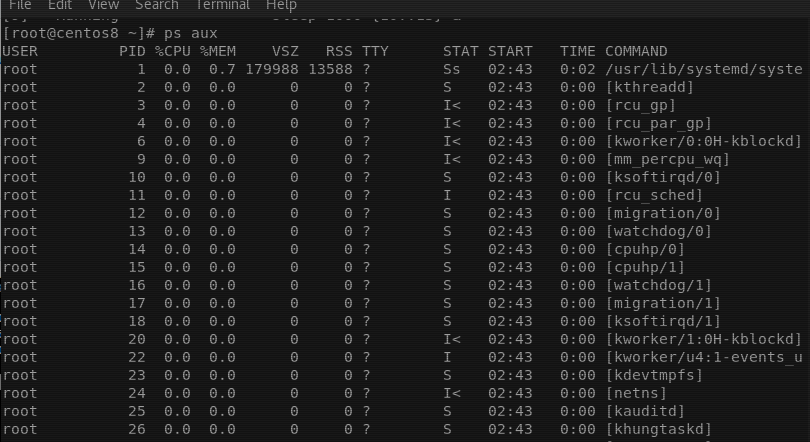 File Edit View Search Terminal Help
[root@centos8 ~]# ps aux
USER PID %CPU %MEM VSZ RSS TTY STAT START TIME COMMAND
root 1 0.0 0.7 179988 13588 ? Ss 02:43 0:02 /usr/lib/systemd/syste
root 2 0.0 0.0 0 0 ? S 02:43 0:00 [kthreadd]
root 3 0.0 0.0 0 0 ? I< 02:43 0:00 [rcu_gp]
root 4 0.0 0.0 0 0 ? I< 02:43 0:00 [rcu_par_gp]
root 6 0.0 0.0 0 0 ? I< 02:43 0:00 [kworker/0:0H-kblockd]
root 9 0.0 0.0 0 0 ? I< 02:43 0:00 [mm_percpu_wq]
root 10 0.0 0.0 0 0 ? S 02:43 0:00 [ksoftirqd/0]
root 11 0.0 0.0 0 0 ? I 02:43 0:00 [rcu_sched]
root 12 0.0 0.0 0 0 ? S 02:43 0:00 [migration/0]
root 13 0.0 0.0 0 0 ? S 02:43 0:00 [watchdog/0]
root 14 0.0 0.0 0 0 ? S 02:43 0:00 [cpuhp/0]
root 15 0.0 0.0 0 0 ? S 02:43 0:00 [cpuhp/1]
root 16 0.0 0.0 0 0 ? S 02:43 0:00 [watchdog/1]
root 17 0.0 0.0 0 0 ? S 02:43 0:00 [migration/1]
root 18 0.0 0.0 0 0 ? S 02:43 0:00 [ksoftirqd/1]
root 20 0.0 0.0 0 0 ? I< 02:43 0:00 [kworker/1:0H-kblockd]
root 22 0.0 0.0 0 0 ? I 02:43 0:00 [kworker/u4:1-events_u
root 23 0.0 0.0 0 0 ? S 02:43 0:00 [kdevtmpfs]
root 24 0.0 0.0 0 0 ? I< 02:43 0:00 [netns]
root 25 0.0 0.0 0 0 ? S 02:43 0:00 [kauditd]
root 26 0.0 0.0 0 0 ? S 02:43 0:00 [khungtaskd]